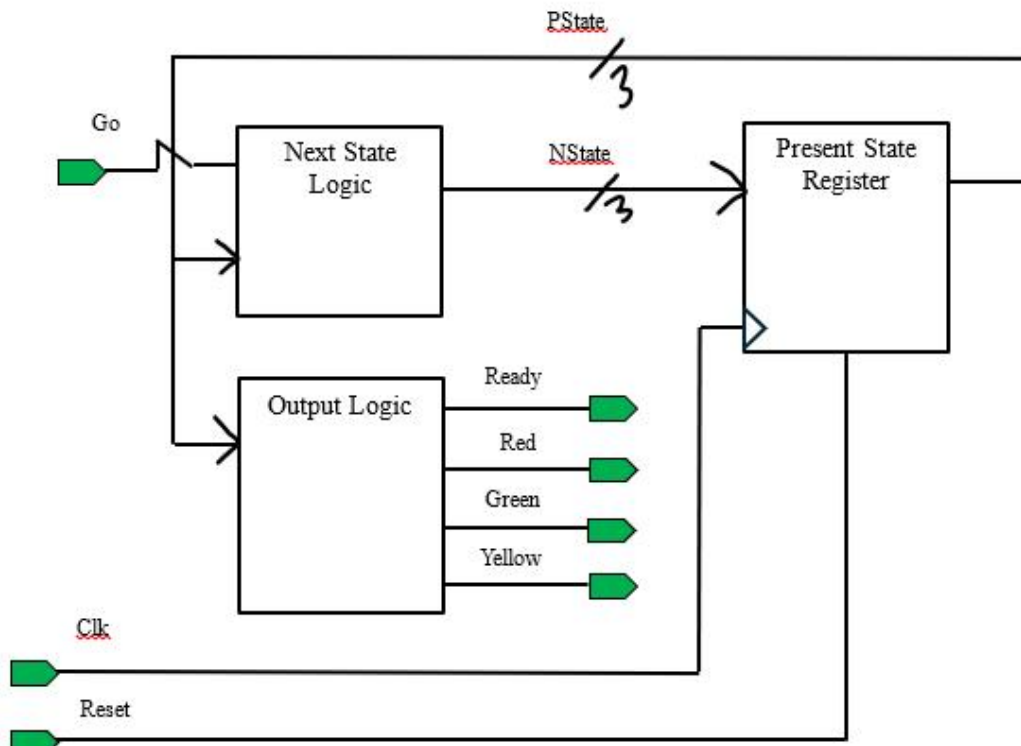 PState
3
Go
Next State
Logic
NState
3
Present State
Register
Output Logic
Ready
Red
Green
Yellow
Clk
Reset